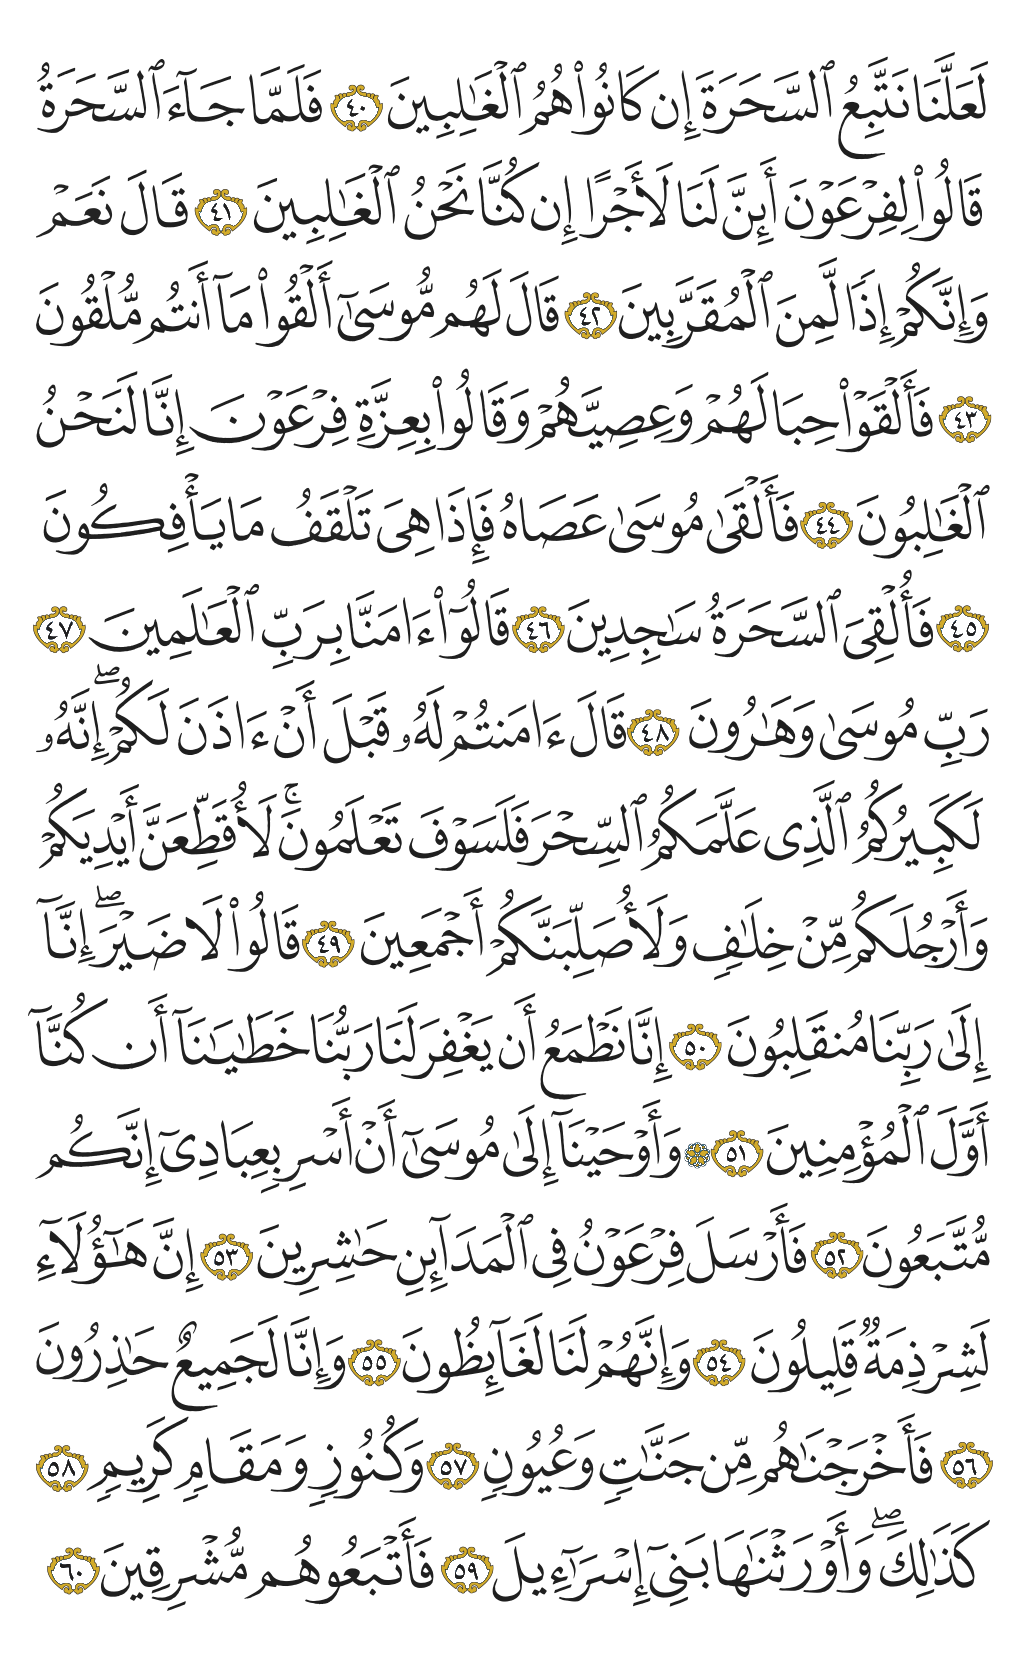 لَعَلَّنَا نَتَّبِعُ ٱلسَّحَرَةَ إِن كَانُوا۟ هُمُ ٱلْغَـٰلِبِينَ ٤٠ فَلَمَّا جَآءَ ٱلسَّحَرَةُ
قَالُوا۟ لِفِرْعَوْنَ أَئِنَّ لَنَا لَأَجْرًا إِن كُنَّا نَحْنُ ٱلْغَـٰلِبِينَ ٤١ قَالَ نَعَمْ
وَإِنَّكُمْ إِذًا لَّمِنَ ٱلْمُقَرَّبِينَ ٤٢ قَالَ لَهُم مُّوسَىٰٓ أَلْقُوا۟ مَآ أَنتُم مُّلْقُونَ
٤٣ فَأَلْقَوْا۟ حِبَالَهُمْ وَعِصِيَّهُمْ وَقَالُوا۟ بِعِزَّةِ فِرْعَوْنَ إِنَّا لَنَحْنُ
ٱلْغَـٰلِبُونَ ٤٤ فَأَلْقَىٰ مُوسَىٰ عَصَاهُ فَإِذَا هِىَ تَلْقَفُ مَا يَأْفِكُونَ
٤٥ فَأُلْقِىَ ٱلسَّحَرَةُ سَـٰجِدِينَ ٤٦ قَالُوٓا۟ ءَامَنَّا بِرَبِّ ٱلْعَـٰلَمِينَ ٤٧
رَبِّ مُوسَىٰ وَهَـٰرُونَ ٤٨ قَالَ ءَامَنتُمْ لَهُۥ قَبْلَ أَنْ ءَاذَنَ لَكُمْ ۖ إِنَّهُۥ
لَكَبِيرُكُمُ ٱلَّذِى عَلَّمَكُمُ ٱلسِّحْرَ فَلَسَوْفَ تَعْلَمُونَ ۚ لَأُقَطِّعَنَّ أَيْدِيَكُمْ
وَأَرْجُلَكُم مِّنْ خِلَـٰفٍ وَلَأُصَلِّبَنَّكُمْ أَجْمَعِينَ ٤٩ قَالُوا۟ لَا ضَيْرَ ۖ إِنَّآ
إِلَىٰ رَبِّنَا مُنقَلِبُونَ ٥٠ إِنَّا نَطْمَعُ أَن يَغْفِرَ لَنَا رَبُّنَا خَطَـٰيَـٰنَآ أَن كُنَّآ
أَوَّلَ ٱلْمُؤْمِنِينَ ٥١ ۞ وَأَوْحَيْنَآ إِلَىٰ مُوسَىٰٓ أَنْ أَسْرِ بِعِبَادِىٓ إِنَّكُم
مُّتَّبَعُونَ ٥٢ فَأَرْسَلَ فِرْعَوْنُ فِى ٱلْمَدَآئِنِ حَـٰشِرِينَ ٥٣ إِنَّ هَـٰٓؤُلَآءِ
لَشِرْذِمَةٌ قَلِيلُونَ ٥٤ وَإِنَّهُمْ لَنَا لَغَآئِظُونَ ٥٥ وَإِنَّا لَجَمِيعٌ حَـٰذِرُونَ
٥٦ فَأَخْرَجْنَـٰهُم مِّن جَنَّـٰتٍ وَعُيُونٍ ٥٧ وَكُنُوزٍ وَمَقَامٍ كَرِيمٍ ٥٨
كَذَٰلِكَ ۖ وَأَوْرَثْنَـٰهَا بَنِىٓ إِسْرَٰٓءِيلَ ٥٩ فَأَتْبَعُوهُم مُّشْرِقِينَ ٦٠